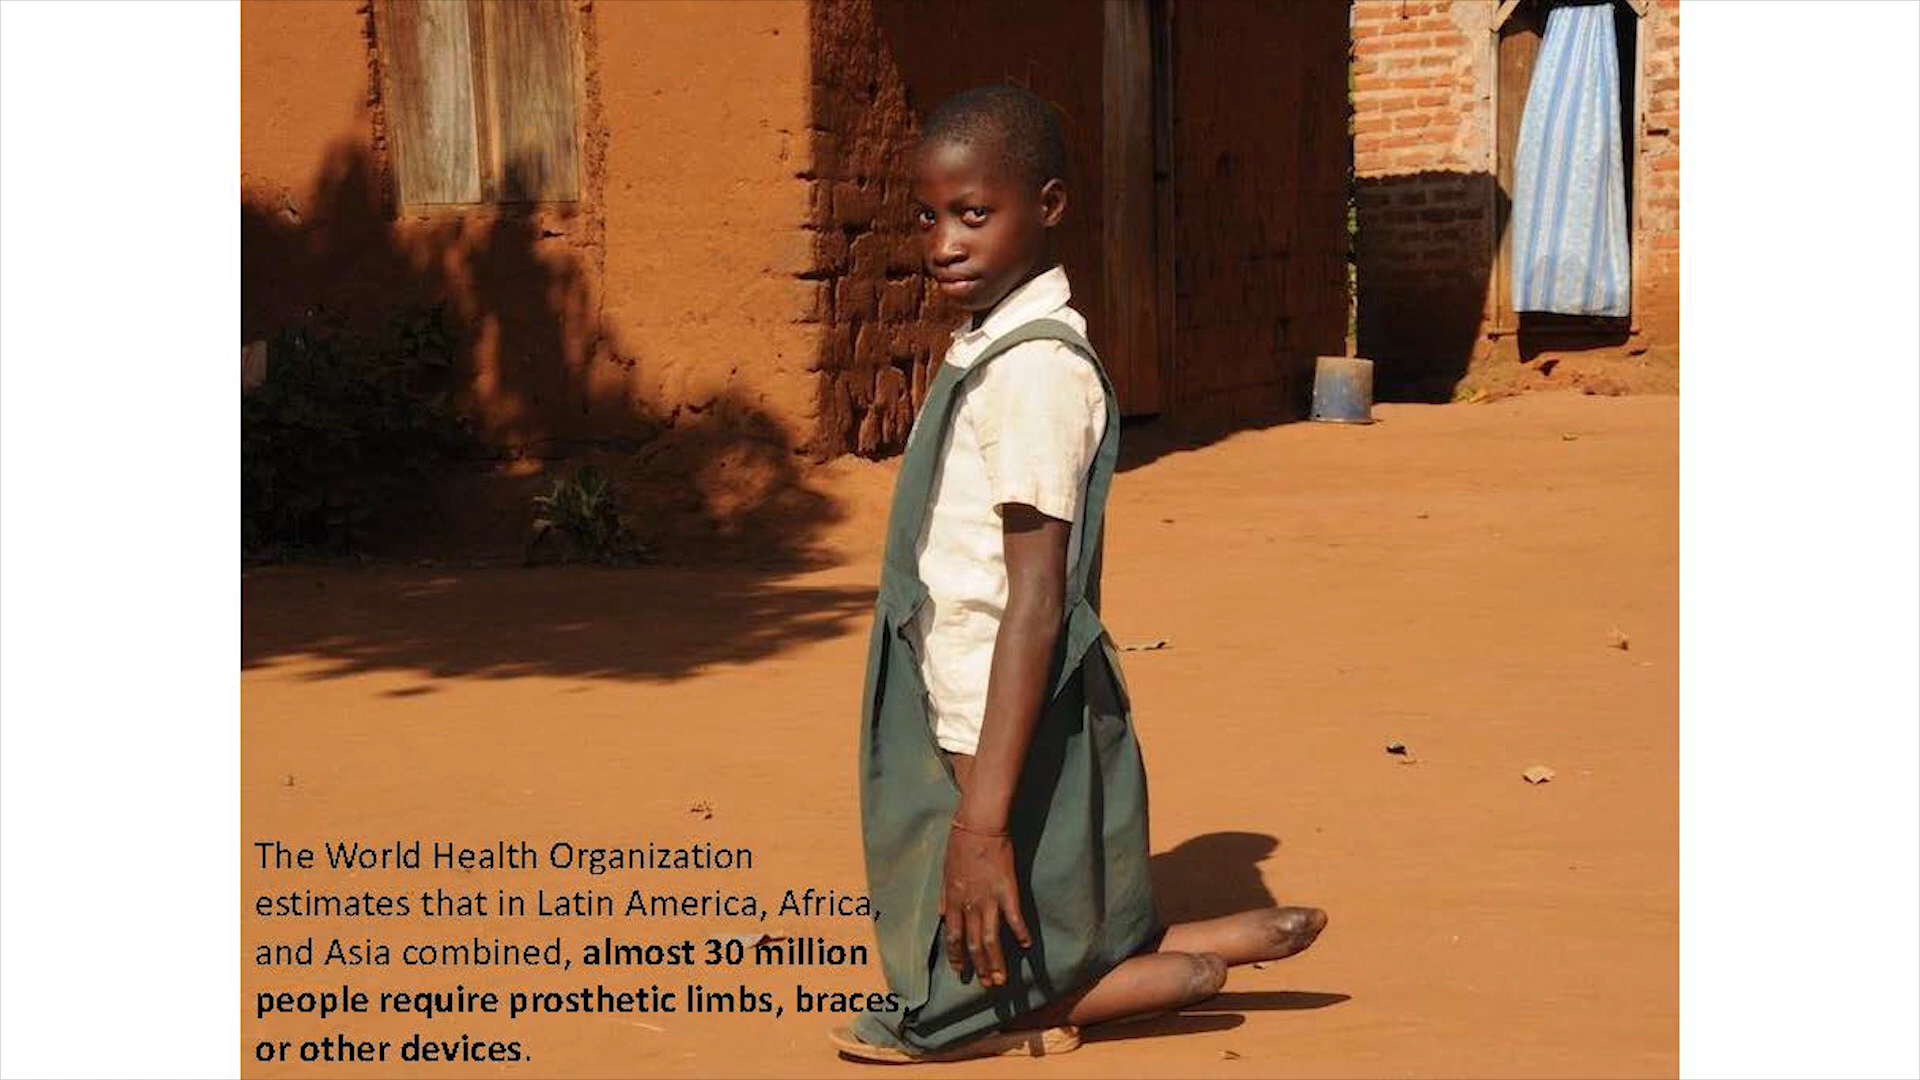 The World Health Organization
estimates that in Latin America, Africa,
and Asia combined, almost 30 million
people require prosthetic limbs, braces,
or other devices.